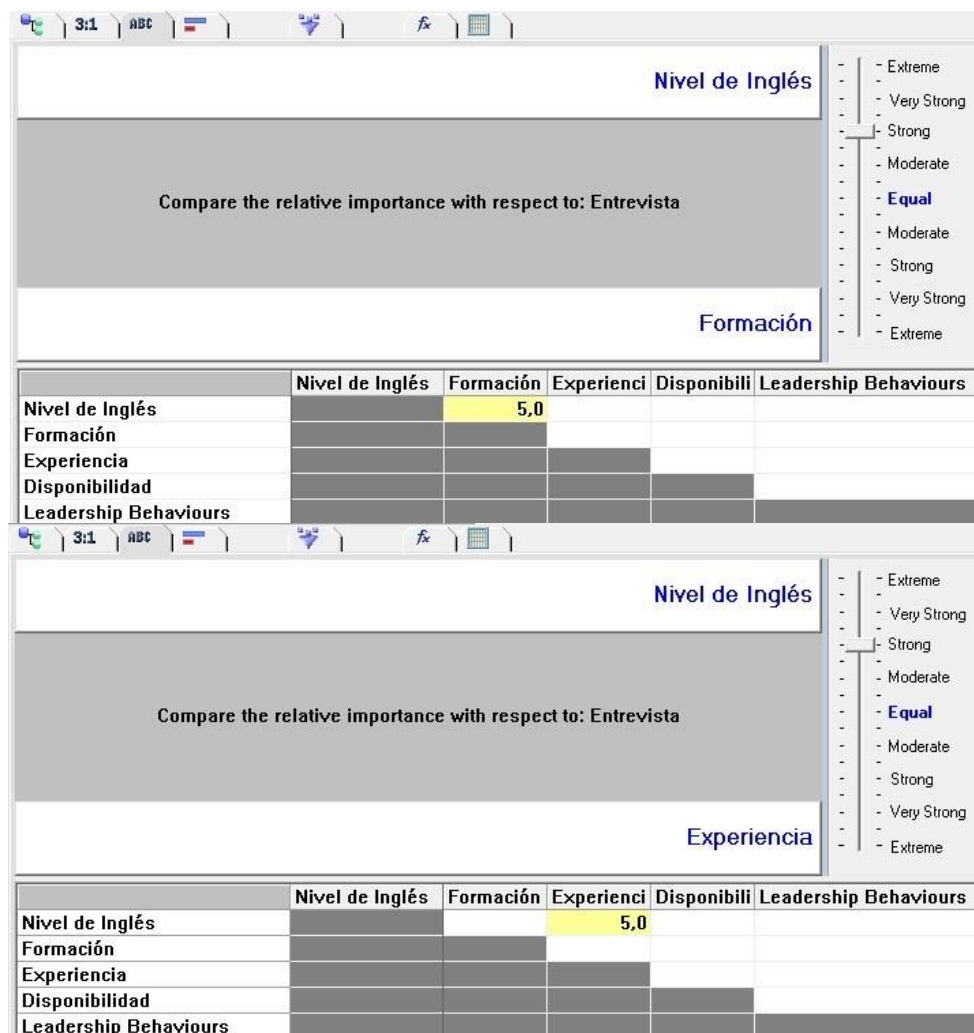 3:1 ABC fx
Nivel de Inglés
Extreme
Very Strong
Strong
Moderate
Equal
Moderate
Strong
Very Strong
Extreme
Compare the relative importance with respect to: Entrevista
Formación
Nivel de Inglés Formación Experienci Disponibili Leadership Behaviours
Nivel de Inglés 5,0
Formación
Experiencia
Disponibilidad
Leadership Behaviours
3:1 ABC fx
Nivel de Inglés
Extreme
Very Strong
Strong
Moderate
Equal
Moderate
Strong
Very Strong
Extreme
Compare the relative importance with respect to: Entrevista
Experiencia
Nivel de Inglés Formación Experienci Disponibili Leadership Behaviours
Nivel de Inglés 5,0
Formación
Experiencia
Disponibilidad
Leadership Behaviours